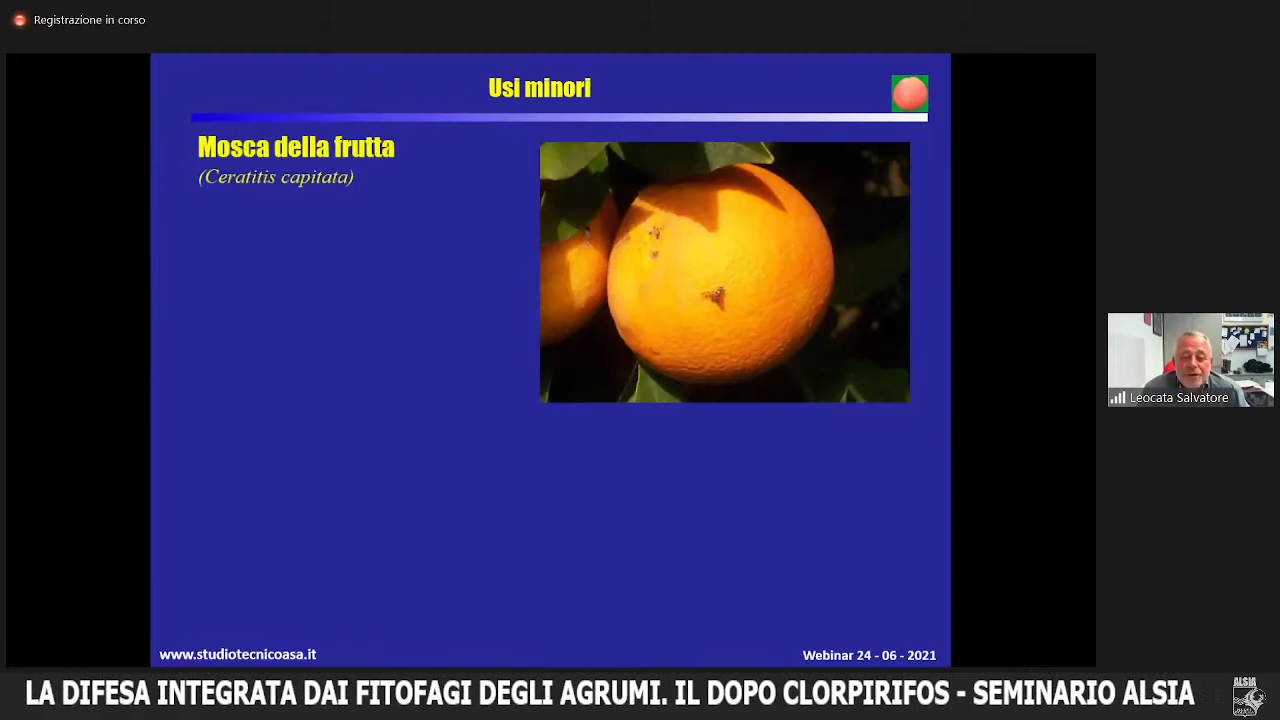 Registrazione in corso
Usi minori
Mosca della frutta
(Ceratitis capitata)
Leocata Salvatore
www.studiotecnicoasa.it
Webinar 24 - 06 - 2021
LA DIFESA INTEGRATA DAI FITOFAGI DEGLI AGRUMI. IL DOPO CLORPIRIFOS - SEMINARIO ALSIA
ALSIA